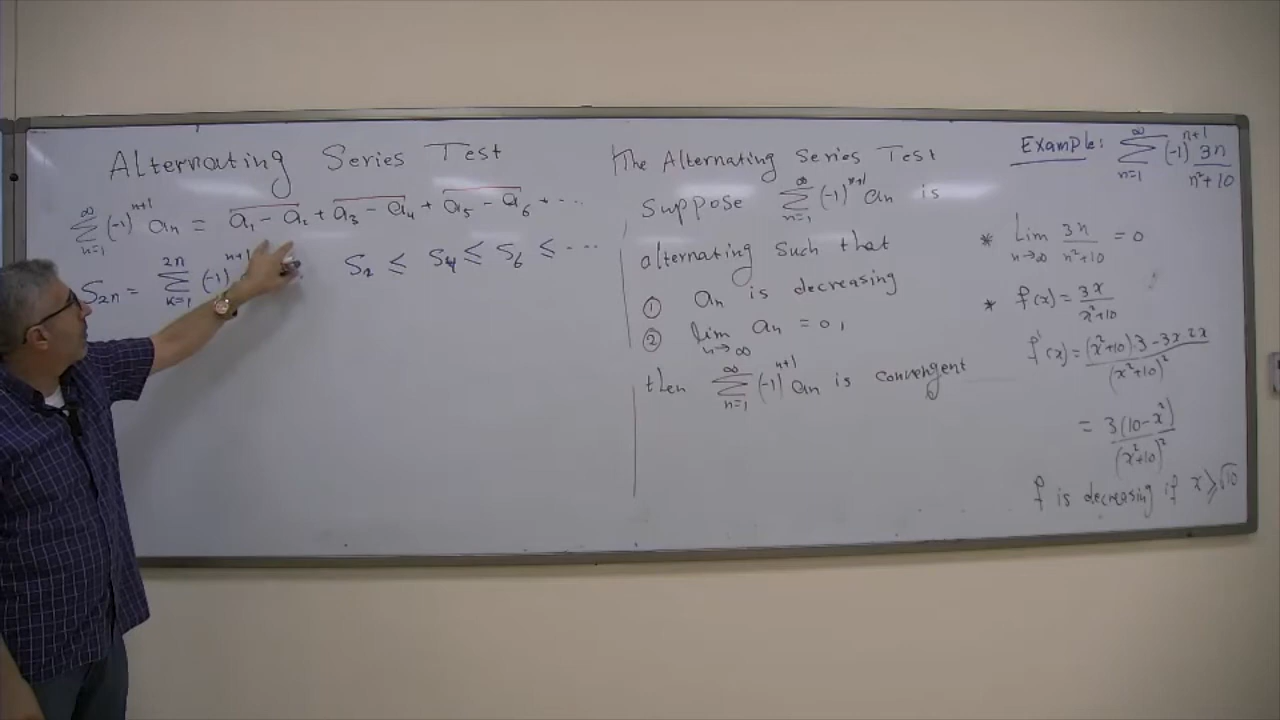 Alternating Series Test
∞∑n=1 (-1)^n+1 an = a1 - a2 + a3 - a4 + a5 - a6 + ...
S2n = 2n∑K=1 (-1)^n+1
S2 ≤ S4 ≤ S6 ≤ ...
The Alternating Series Test
Suppose ∞∑n=1 (-1)^n+1 an is
alternating such that
① an is decreasing
② lim n→∞ an = 0,
then ∞∑n=1 (-1)^n+1 an is convergent
Example: ∞∑n=1 (-1)^n+1 3n/(n²+10)
* Lim n→∞ 3n/(n²+10) = 0
* f(x) = 3x/(x²+10)
f'(x) = ((x²+10)·3 - 3x·2x)/(x²+10)²
= 3(10-x²)/(x²+10)²
f is decreasing if x ≥ √10